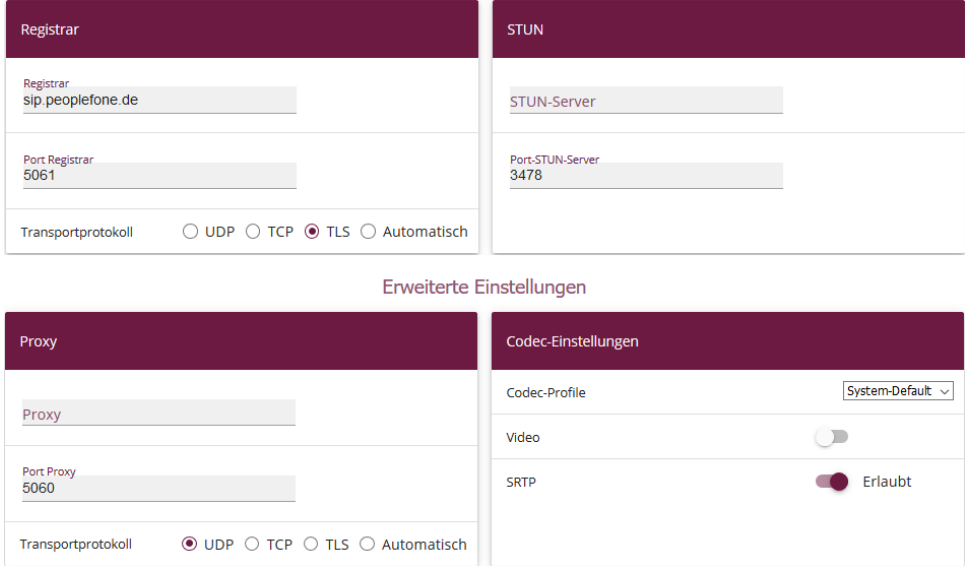 Registrar
Registrar
sip.peoplefone.de
Port Registrar
5061
Transportprotokoll UDP TCP TLS Automatisch
STUN
STUN-Server
Port-STUN-Server
3478
Erweiterte Einstellungen
Proxy
Proxy
Port Proxy
5060
Transportprotokoll UDP TCP TLS Automatisch
Codec-Einstellungen
Codec-Profile System-Default
Video
SRTP Erlaubt